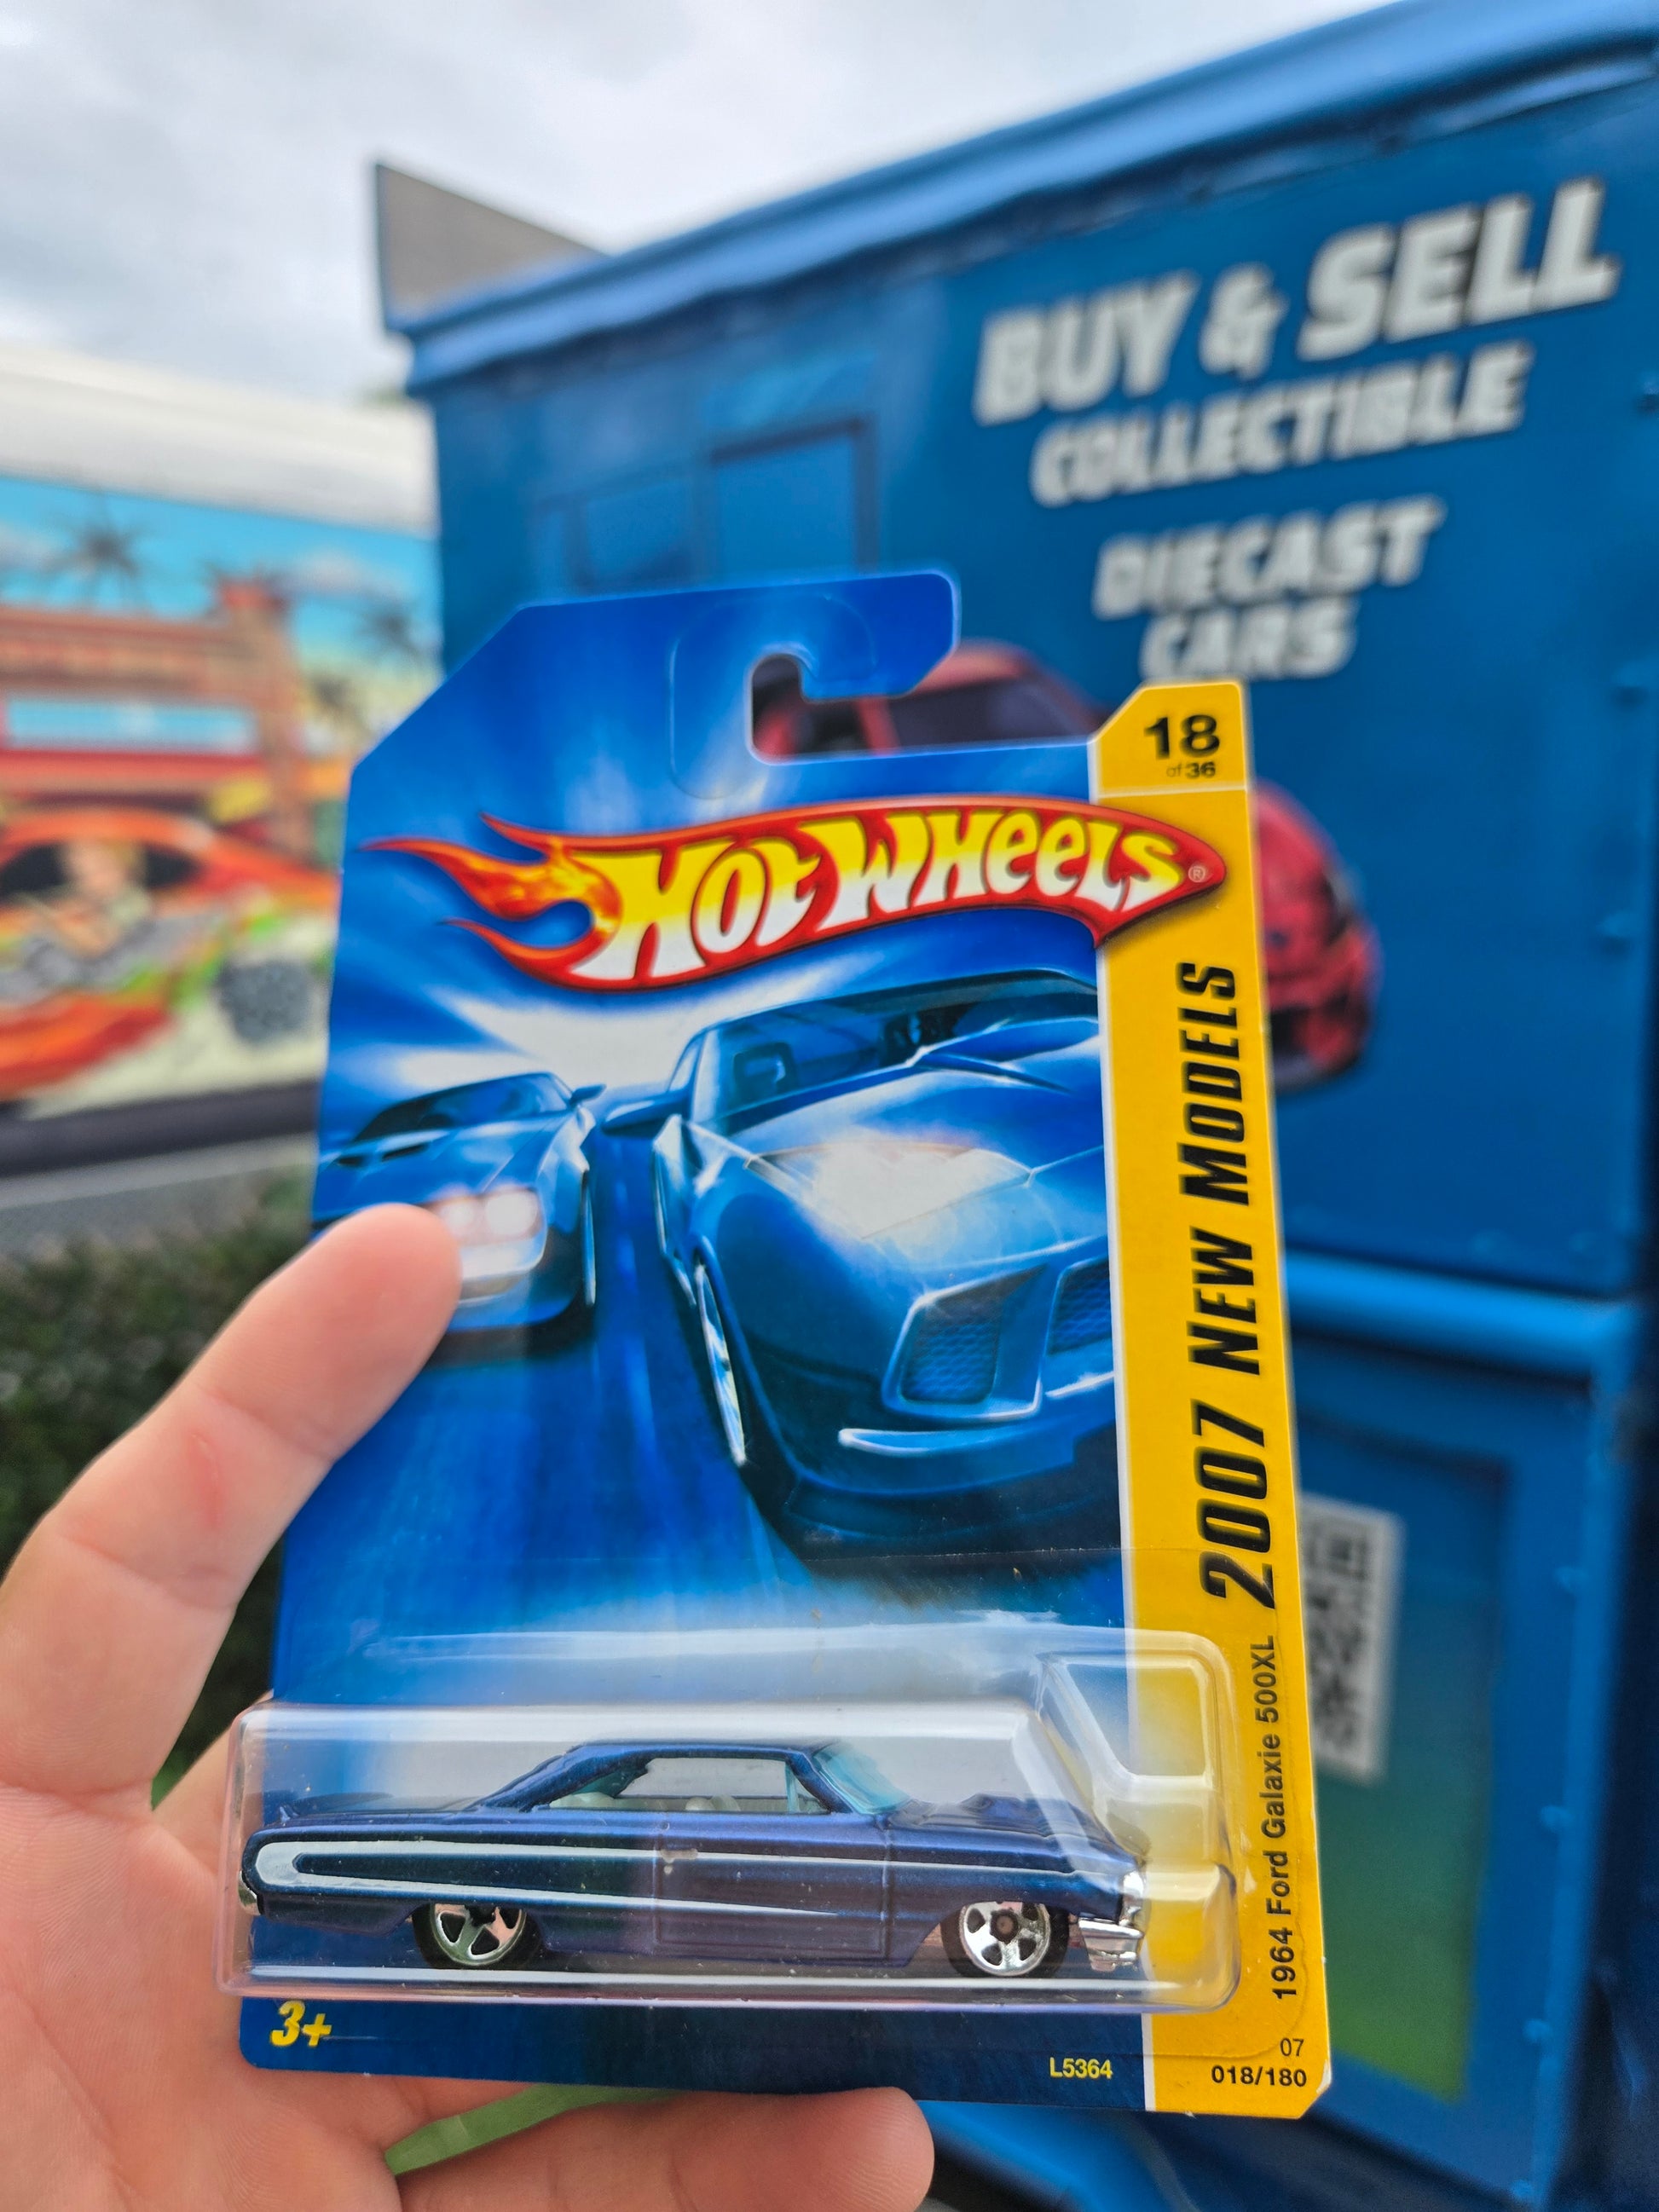 BUY & SELL
COLLECTIBLE
DIECAST
CARS
18
of 36
HOT WHEELS®
2007 NEW MODELS
1964 Ford Galaxie 500XL
3+
L5364
07
018/180